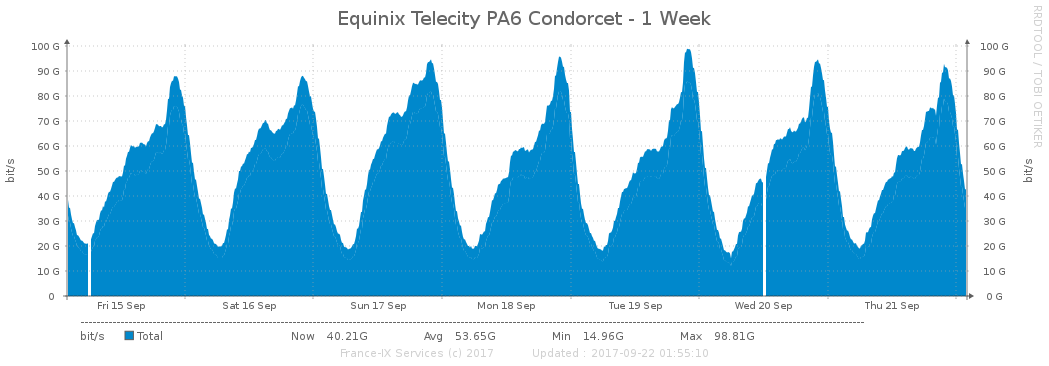 Equinix Telecity PA6 Condorcet - 1 Week
RRDTOOL / TOBI OETIKER
bit/s
100 G
90 G
80 G
70 G
60 G
50 G
40 G
30 G
20 G
10 G
0
100 G
90 G
80 G
70 G
60 G
50 G
40 G
30 G
20 G
10 G
0 G
bit/s
Fri 15 Sep Sat 16 Sep Sun 17 Sep Mon 18 Sep Tue 19 Sep Wed 20 Sep Thu 21 Sep
bit/s Total Now 40.21G Avg 53.65G Min 14.96G Max 98.81G
France-IX Services (c) 2017 Updated : 2017-09-22 01:55:10